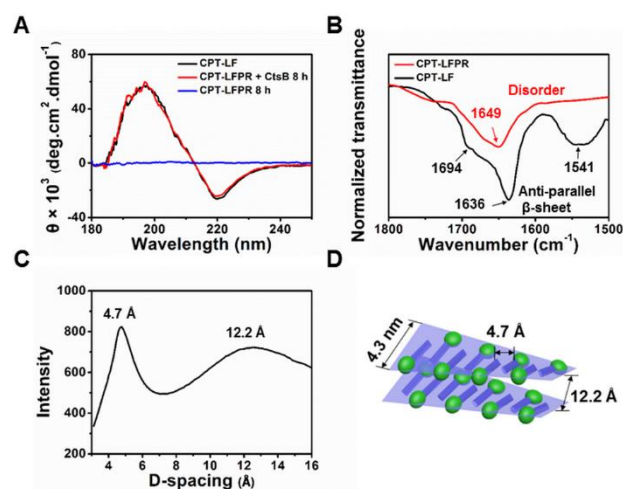 A
θ × 10³ (deg.cm².dmol⁻¹)
80
40
0
-40
180 200 220 240
Wavelength (nm)
CPT-LF
CPT-LFPR + CtsB 8 h
CPT-LFPR 8 h
B
Normalized transmittance
CPT-LFPR
CPT-LF
Disorder
1649
1694
1541
1636
Anti-parallel
β-sheet
1800 1700 1600 1500
Wavenumber (cm⁻¹)
C
Intensity
1000
800
600
400
200
4.7 Å
12.2 Å
4 6 8 10 12 14 16
D-spacing (Å)
D
4.3 nm
4.7 Å
12.2 Å